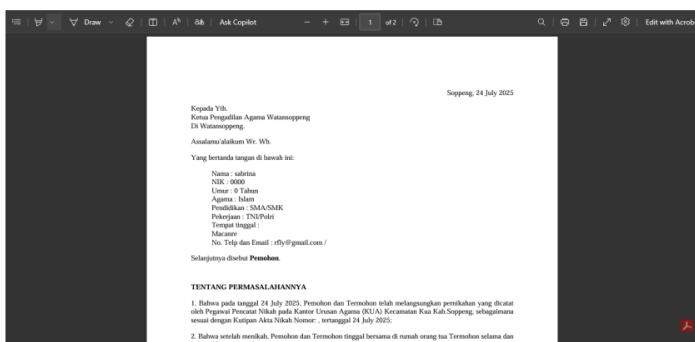 Draw
Ask Copilot
1 of 2
Edit with Acrob
Soppeng, 24 July 2025
Kepada Yth.
Ketua Pengadilan Agama Watansoppeng
Di Watansoppeng.
Assalamu'alaikum Wr. Wb.
Yang bertanda tangan di bawah ini:
Nama : sabrina
NIK : 0000
Umur : 0 Tahun
Agama : Islam
Pendidikan : SMA/SMK
Pekerjaan : TNI/Polri
Tempat tinggal :
Macanre
No. Telp dan Email : rfly@gmail.com /
Selanjutnya disebut Pemohon.
TENTANG PERMASALAHANNYA
1. Bahwa pada tanggal 24 July 2025, Pemohon dan Termohon telah melangsungkan pernikahan yang dicatat
oleh Pegawai Pencatat Nikah pada Kantor Urusan Agama (KUA) Kecamatan Kua Kab.Soppeng, sebagaimana
sesuai dengan Kutipan Akta Nikah Nomor: , tertanggal 24 July 2025;
2. Bahwa setelah menikah, Pemohon dan Termohon tinggal bersama di rumah orang tua Termohon selama dan